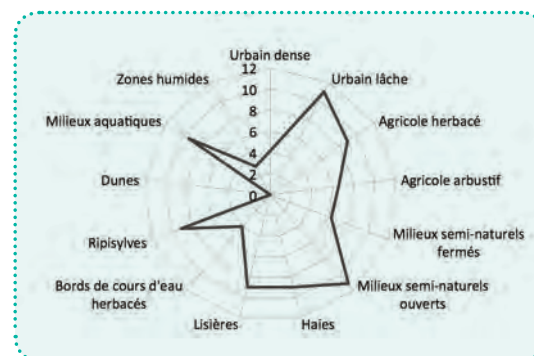 Urbain dense
Urbain lâche
Agricole herbacé
Agricole arbustif
Milieux semi-naturels
fermés
Milieux semi-naturels
ouverts
Haies
Lisières
Bords de cours d'eau
herbacés
Ripisylves
Dunes
Milieux aquatiques
Zones humides
12
10
8
6
4
2
0